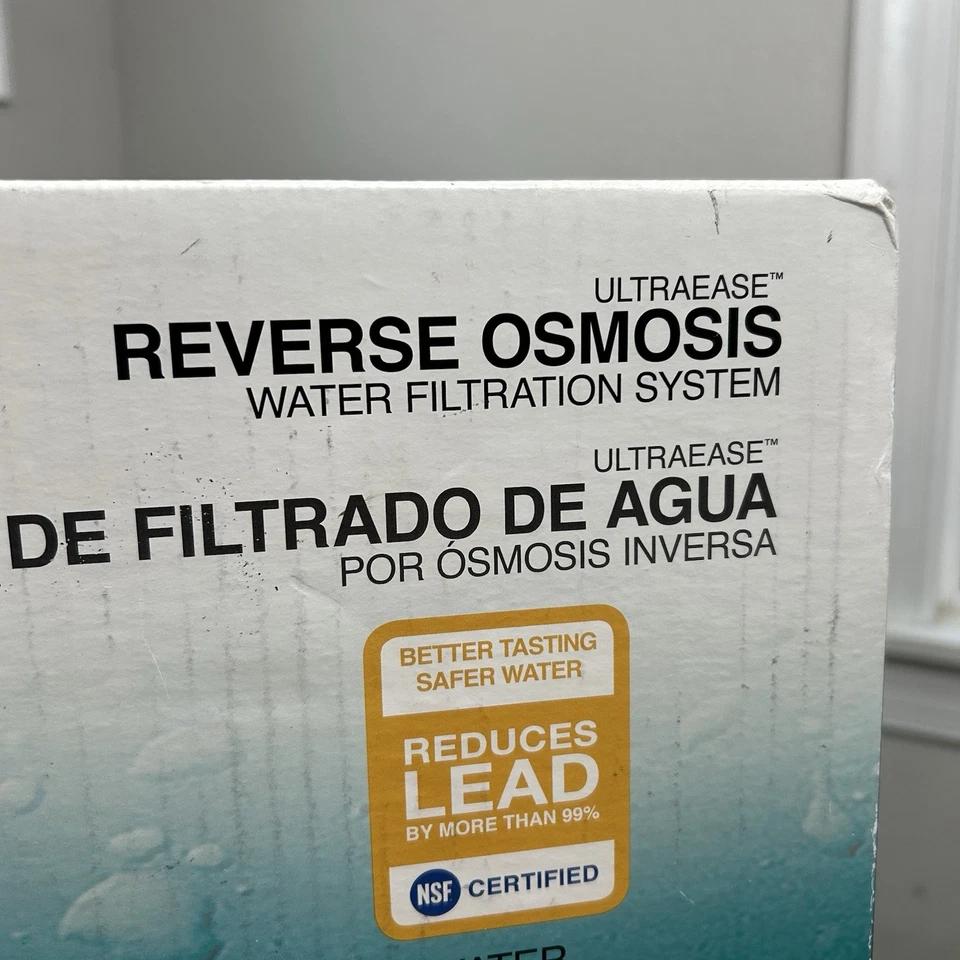 ULTRAEASE™
REVERSE OSMOSIS
WATER FILTRATION SYSTEM
ULTRAEASE™
DE FILTRADO DE AGUA
POR ÓSMOSIS INVERSA
BETTER TASTING
SAFER WATER
REDUCES
LEAD
BY MORE THAN 99%
NSF CERTIFIED